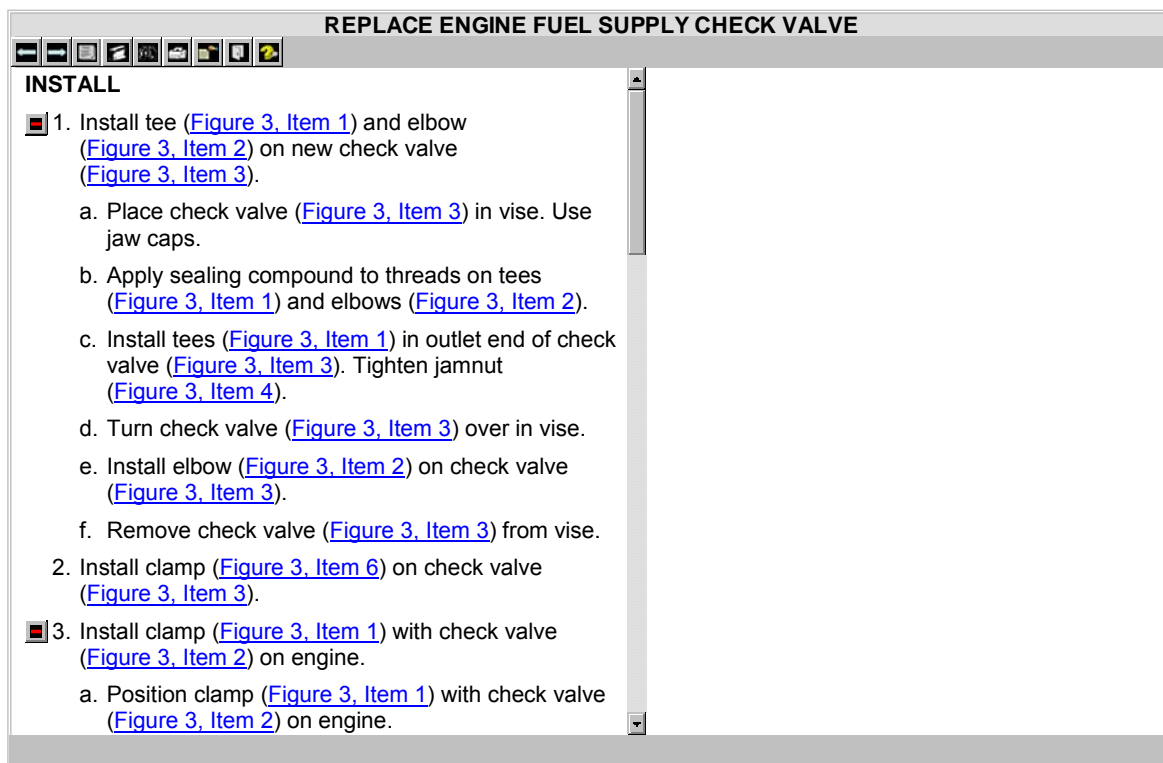 REPLACE ENGINE FUEL SUPPLY CHECK VALVE
INSTALL
1. Install tee (Figure 3, Item 1) and elbow
(Figure 3, Item 2) on new check valve
(Figure 3, Item 3).
a. Place check valve (Figure 3, Item 3) in vise. Use
jaw caps.
b. Apply sealing compound to threads on tees
(Figure 3, Item 1) and elbows (Figure 3, Item 2).
c. Install tees (Figure 3, Item 1) in outlet end of check
valve (Figure 3, Item 3). Tighten jamnut
(Figure 3, Item 4).
d. Turn check valve (Figure 3, Item 3) over in vise.
e. Install elbow (Figure 3, Item 2) on check valve
(Figure 3, Item 3).
f. Remove check valve (Figure 3, Item 3) from vise.
2. Install clamp (Figure 3, Item 6) on check valve
(Figure 3, Item 3).
3. Install clamp (Figure 3, Item 1) with check valve
(Figure 3, Item 2) on engine.
a. Position clamp (Figure 3, Item 1) with check valve
(Figure 3, Item 2) on engine.